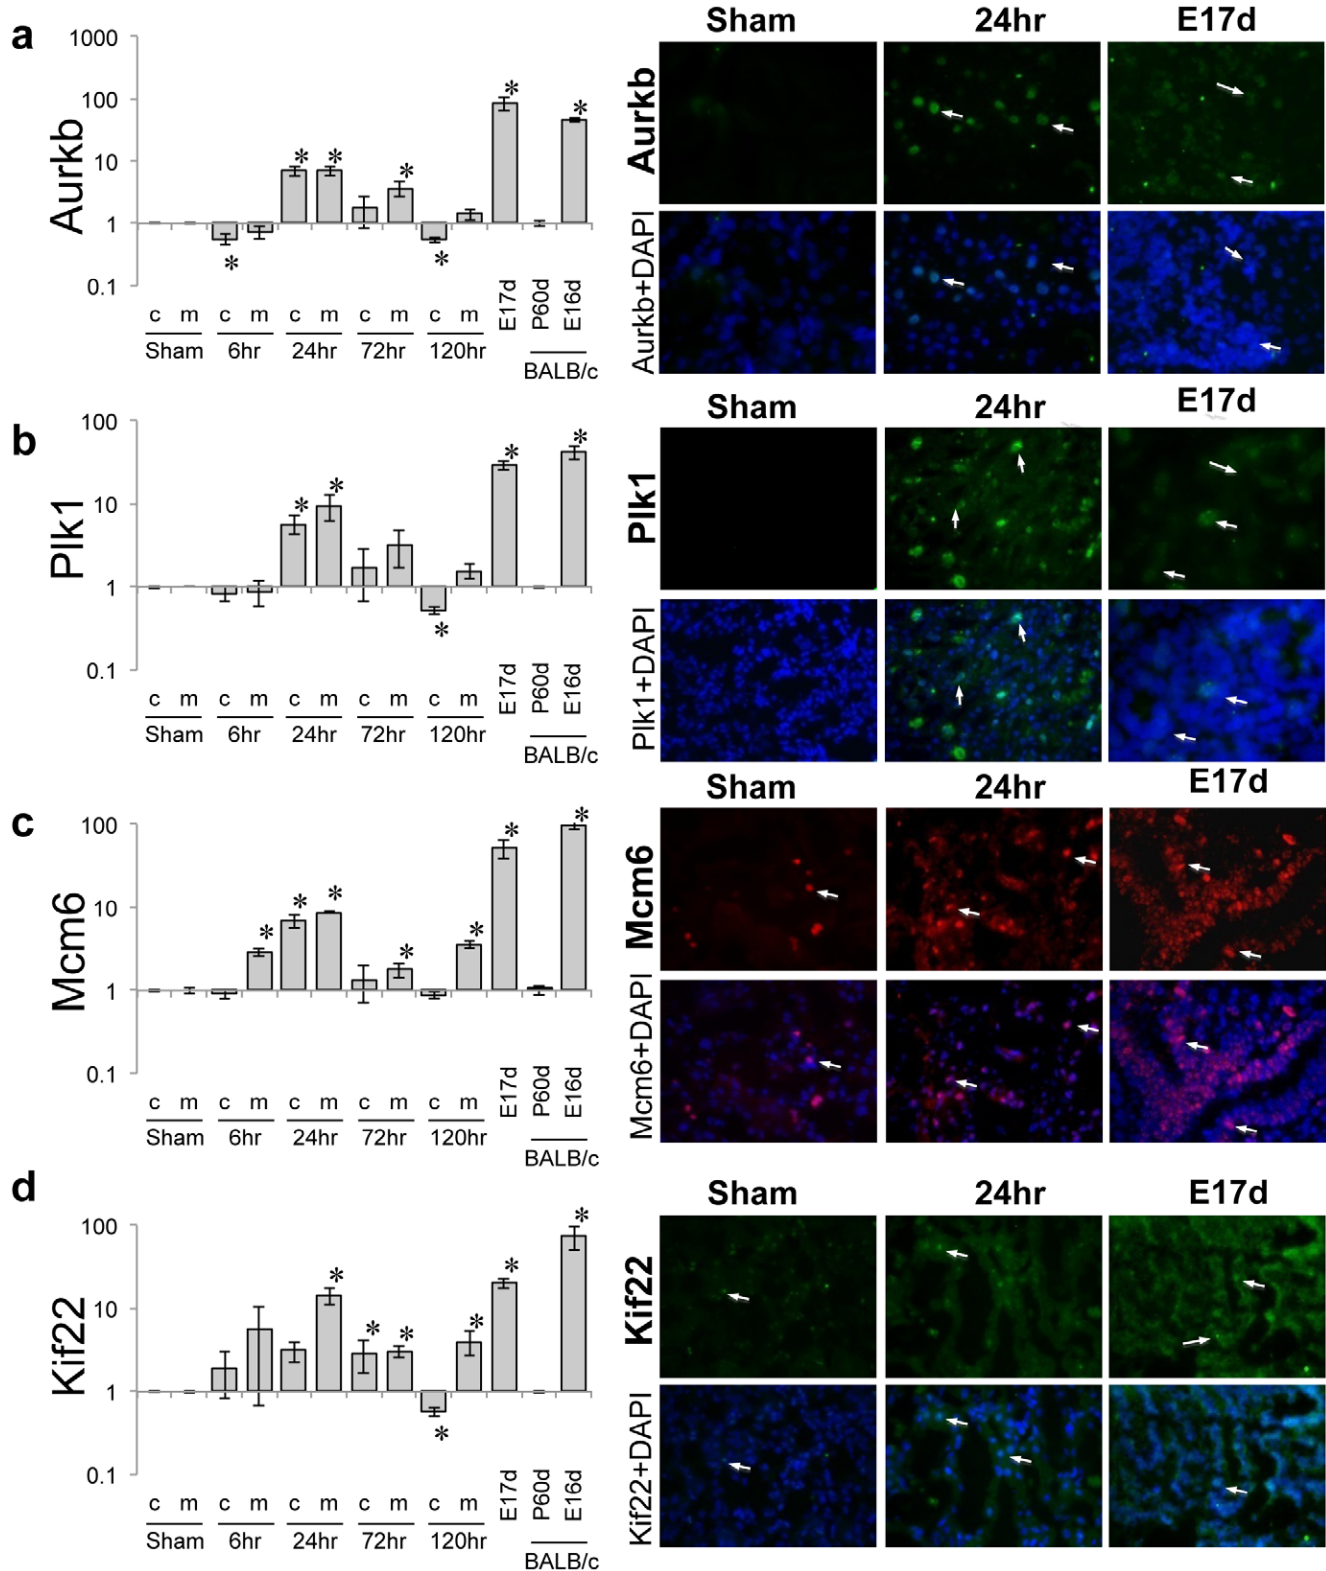 a
Aurkb
1000
100
10
1
0.1
* * * * * * *
c m c m c m c m c m E17d P60d E16d
Sham 6hr 24hr 72hr 120hr
BALB/c
Sham 24hr E17d
Aurkb
Aurkb+DAPI
b
Plk1
100
10
1
0.1
* * * * *
c m c m c m c m c m E17d P60d E16d
Sham 6hr 24hr 72hr 120hr
BALB/c
Sham 24hr E17d
Plk1
Plk1+DAPI
c
Mcm6
100
10
1
0.1
* * * * * * *
c m c m c m c m c m E17d P60d E16d
Sham 6hr 24hr 72hr 120hr
BALB/c
Sham 24hr E17d
Mcm6
Mcm6+DAPI
d
Kif22
100
10
1
0.1
* * * * * * *
c m c m c m c m c m E17d P60d E16d
Sham 6hr 24hr 72hr 120hr
BALB/c
Sham 24hr E17d
Kif22
Kif22+DAPI